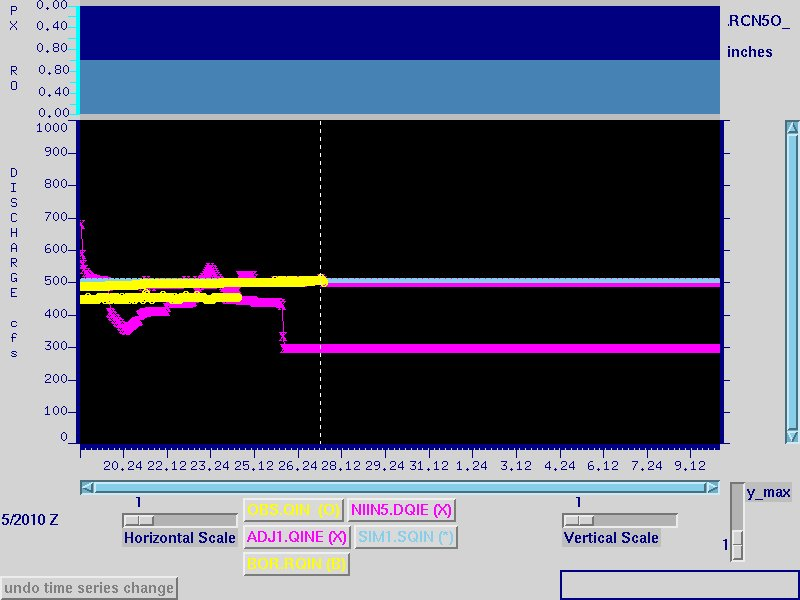 PX
0.00
0.40
0.80
RO
0.80
0.40
0.00
.RCN5O_
inches
DISCHARGE cfs
1000
900
800
700
600
500
400
300
200
100
0
20.24 22.12 23.24 25.12 26.24 28.12 29.24 31.12 1.24 3.12 4.24 6.12 7.24 9.12
5/2010 Z
1
Horizontal Scale
OBS.QIN (O) NIIN5.DQIE (X)
ADJ1.QINE (X) SIM1.SQIN (*)
BOR.RQIN (B)
1
Vertical Scale
y_max
1
undo time series change